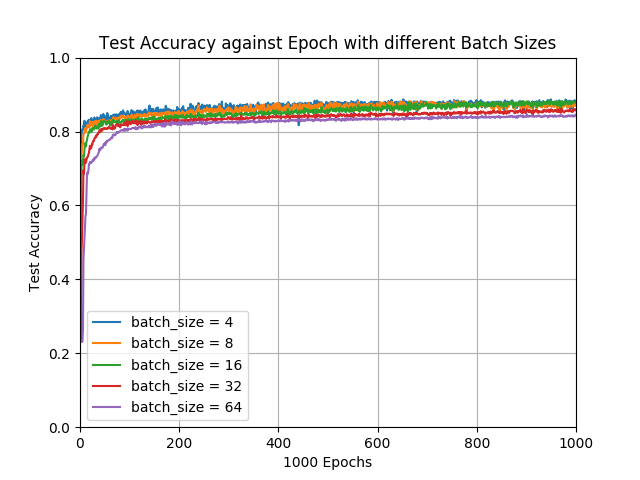 Test Accuracy against Epoch with different Batch Sizes
1.0
0.8
0.6
0.4
0.2
0.0
Test Accuracy
batch_size = 4
batch_size = 8
batch_size = 16
batch_size = 32
batch_size = 64
0 200 400 600 800 1000
1000 Epochs